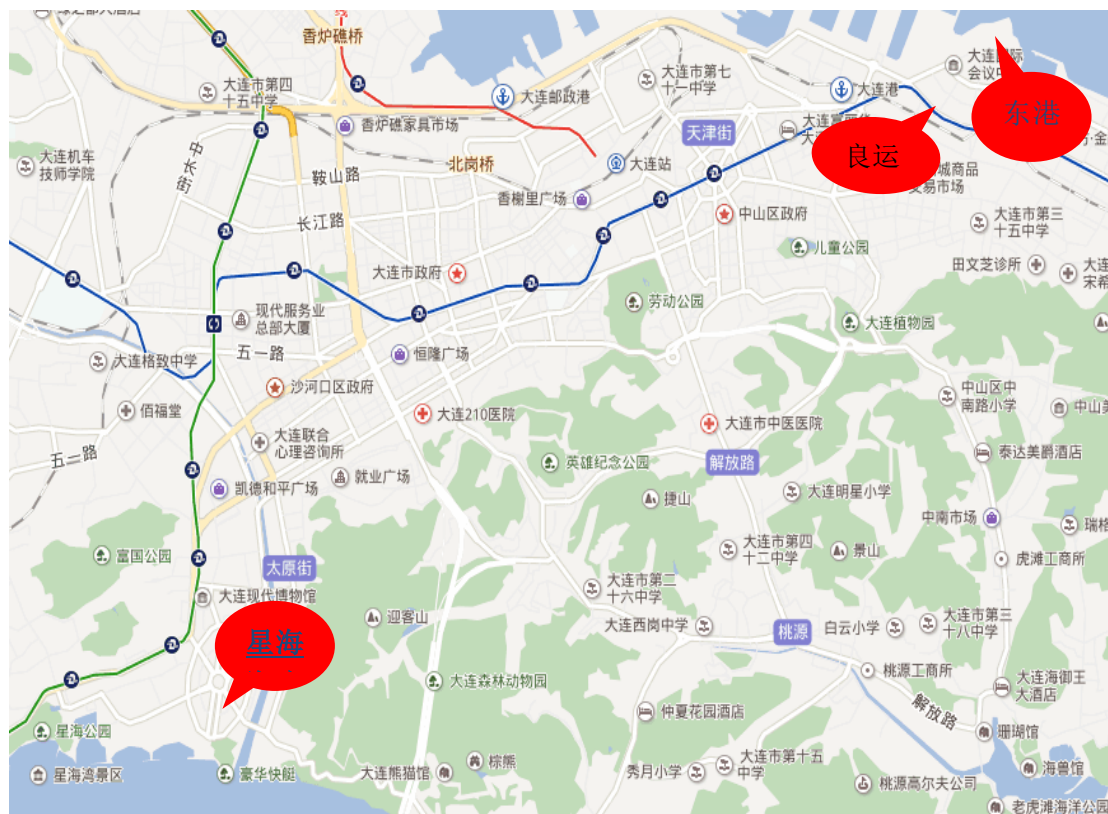 香炉礁桥
大连市第四
十五中学
大连邮政港
大连市第七
十一中学
大连港
大连国际
会议中
东港
香炉礁家具市场
天津街
良运
大连机车
技师学院
中长街
鞍山路
北岗桥
大连站
城商品
交易市场
香榭里广场
长江路
中山区政府
大连市第三
十五中学
儿童公园
田文芝诊所
大连
宋希
大连市政府
劳动公园
现代服务业
总部大厦
大连植物园
五一路
大连格致中学
恒隆广场
沙河口区政府
中山区中
南路小学
中山美
佰福堂
大连210医院
大连市中医医院
大连联合
心理咨询所
五一路
泰达美爵酒店
英雄纪念公园
解放路
就业广场
凯德和平广场
捷山
大连明星小学
中南市场
瑞格
富国公园
太原街
大连市第四
十二中学
景山
虎滩工商所
大连市第二
十六中学
大连现代博物馆
迎客山
大连西岗中学
桃源
白云小学
大连市第三
十八中学
星海
大连森林动物园
桃源工商所
大连海御王
大酒店
仲夏花园酒店
解放路
珊瑚馆
星海公园
星海湾景区
豪华快艇
大连熊猫馆
棕熊
秀月小学
大连市第十五
中学
桃源高尔夫公司
海兽馆
老虎滩海洋公园